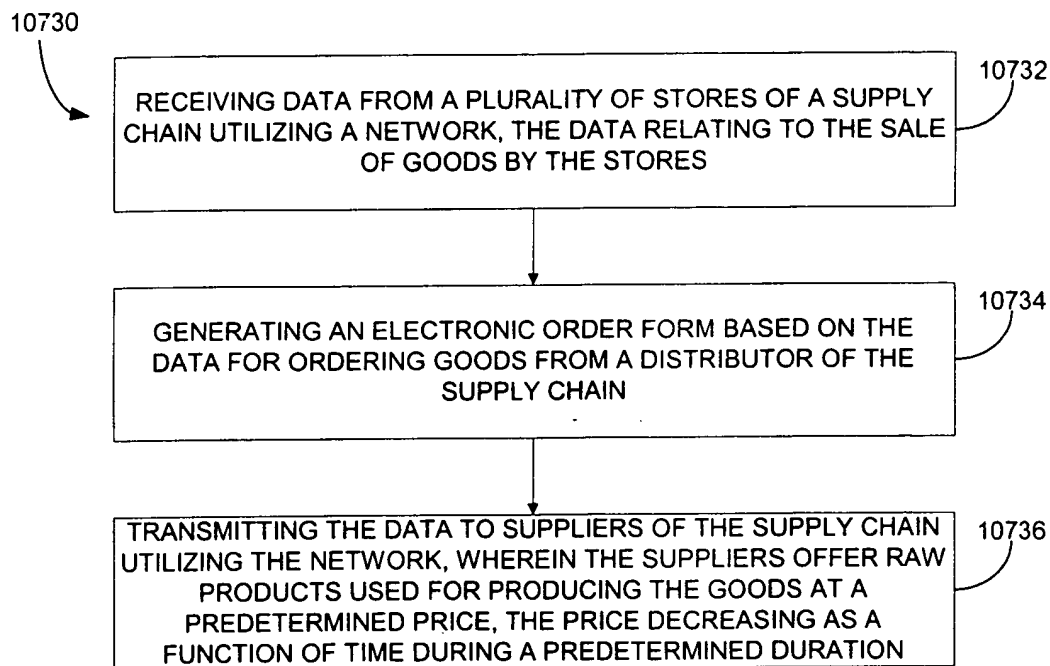 10730
10732
RECEIVING DATA FROM A PLURALITY OF STORES OF A SUPPLY
CHAIN UTILIZING A NETWORK, THE DATA RELATING TO THE SALE
OF GOODS BY THE STORES
10734
GENERATING AN ELECTRONIC ORDER FORM BASED ON THE
DATA FOR ORDERING GOODS FROM A DISTRIBUTOR OF THE
SUPPLY CHAIN
10736
TRANSMITTING THE DATA TO SUPPLIERS OF THE SUPPLY CHAIN
UTILIZING THE NETWORK, WHEREIN THE SUPPLIERS OFFER RAW
PRODUCTS USED FOR PRODUCING THE GOODS AT A
PREDETERMINED PRICE, THE PRICE DECREASING AS A
FUNCTION OF TIME DURING A PREDETERMINED DURATION